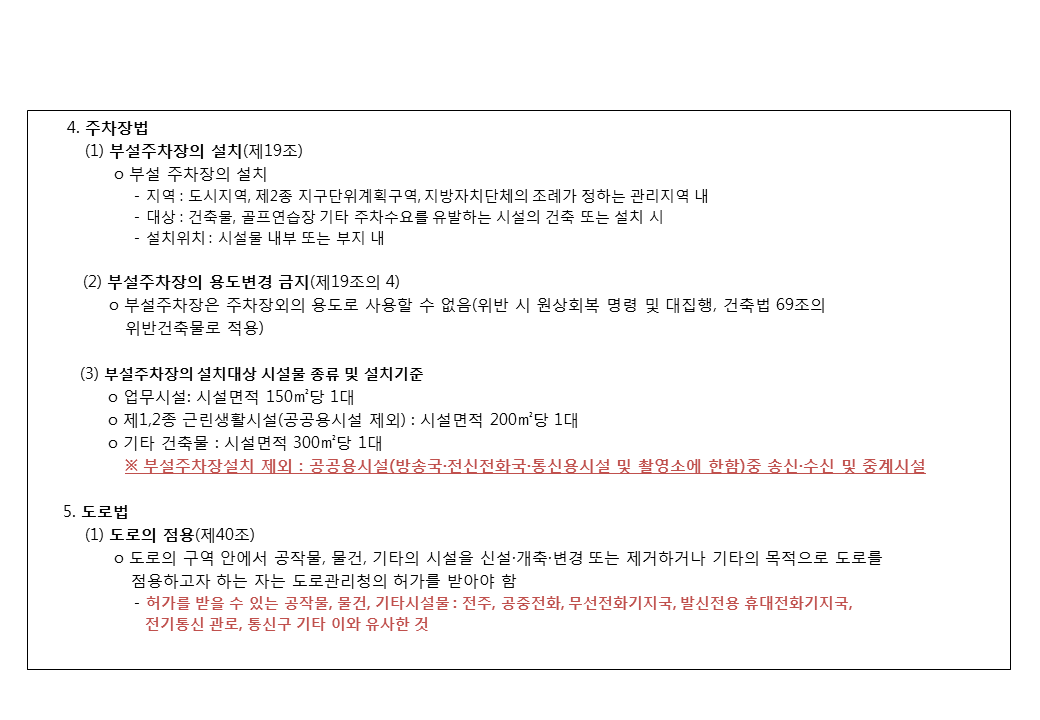 4. 주차장법
(1) 부설주차장의 설치(제19조)
ο 부설 주차장의 설치
- 지역 : 도시지역, 제2종 지구단위계획구역, 지방자치단체의 조례가 정하는 관리지역 내
- 대상 : 건축물, 골프연습장 기타 주차수요를 유발하는 시설의 건축 또는 설치 시
- 설치위치 : 시설물 내부 또는 부지 내
(2) 부설주차장의 용도변경 금지(제19조의 4)
ο 부설주차장은 주차장외의 용도로 사용할 수 없음(위반 시 원상회복 명령 및 대집행, 건축법 69조의
위반건축물로 적용)
(3) 부설주차장의 설치대상 시설물 종류 및 설치기준
ο 업무시설: 시설면적 150㎡당 1대
ο 제1,2종 근린생활시설(공공용시설 제외) : 시설면적 200㎡당 1대
ο 기타 건축물 : 시설면적 300㎡당 1대
※ 부설주차장설치 제외 : 공공용시설(방송국·전신전화국·통신용시설 및 촬영소에 한함)중 송신·수신 및 중계시설
5. 도로법
(1) 도로의 점용(제40조)
ο 도로의 구역 안에서 공작물, 물건, 기타의 시설을 신설·개축·변경 또는 제거하거나 기타의 목적으로 도로를
점용하고자 하는 자는 도로관리청의 허가를 받아야 함
- 허가를 받을 수 있는 공작물, 물건, 기타시설물 : 전주, 공중전화, 무선전화기지국, 발신전용 휴대전화기지국,
전기통신 관로, 통신구 기타 이와 유사한 것